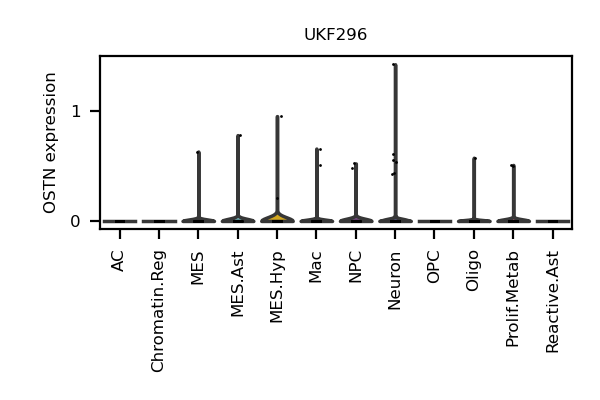 UKF296
OSTN expression
1
0
AC
Chromatin.Reg
MES
MES.Ast
MES.Hyp
Mac
NPC
Neuron
OPC
Oligo
Prolif.Metab
Reactive.Ast